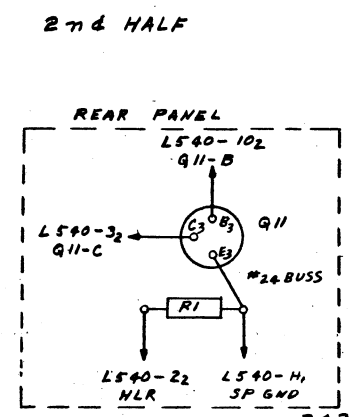 2nd HALF
REAR PANEL
L540-10₂
Q11-B
C₃ B₃ Q11
L540-3₂
Q11-C
E₃
#24 BUSS
R1
L540-2₂ L540-H₁
HLR SP GND